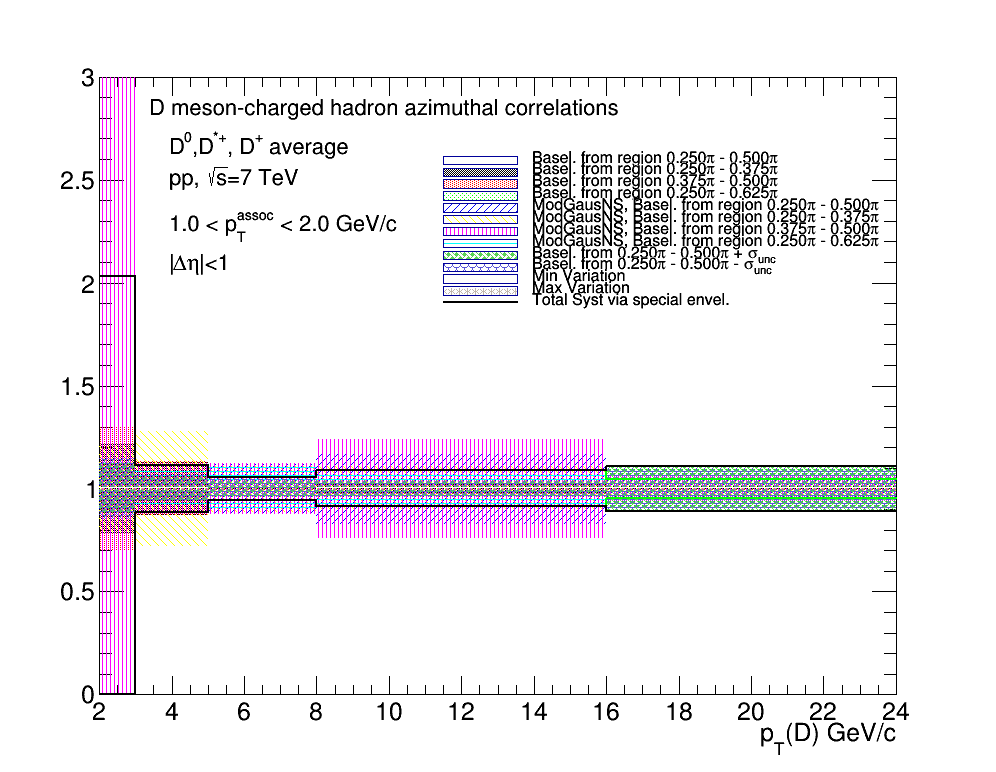 3
D meson-charged hadron azimuthal correlations
D0,D*+, D+ average
pp, √s=7 TeV
1.0 < pTassoc < 2.0 GeV/c
|Δη|<1
Basel. from region 0.250π - 0.500π
Basel. from region 0.250π - 0.375π
Basel. from region 0.375π - 0.500π
Basel. from region 0.250π - 0.625π
ModGausNS, Basel. from region 0.250π - 0.500π
ModGausNS, Basel. from region 0.250π - 0.375π
ModGausNS, Basel. from region 0.375π - 0.500π
ModGausNS, Basel. from region 0.250π - 0.625π
Basel. from 0.250π - 0.500π + σunc
Basel. from 0.250π - 0.500π - σunc
Min Variation
Max Variation
Total Syst via special envel.
2.5
2
1.5
1
0.5
0
2 4 6 8 10 12 14 16 18 20 22 24
pT(D) GeV/c